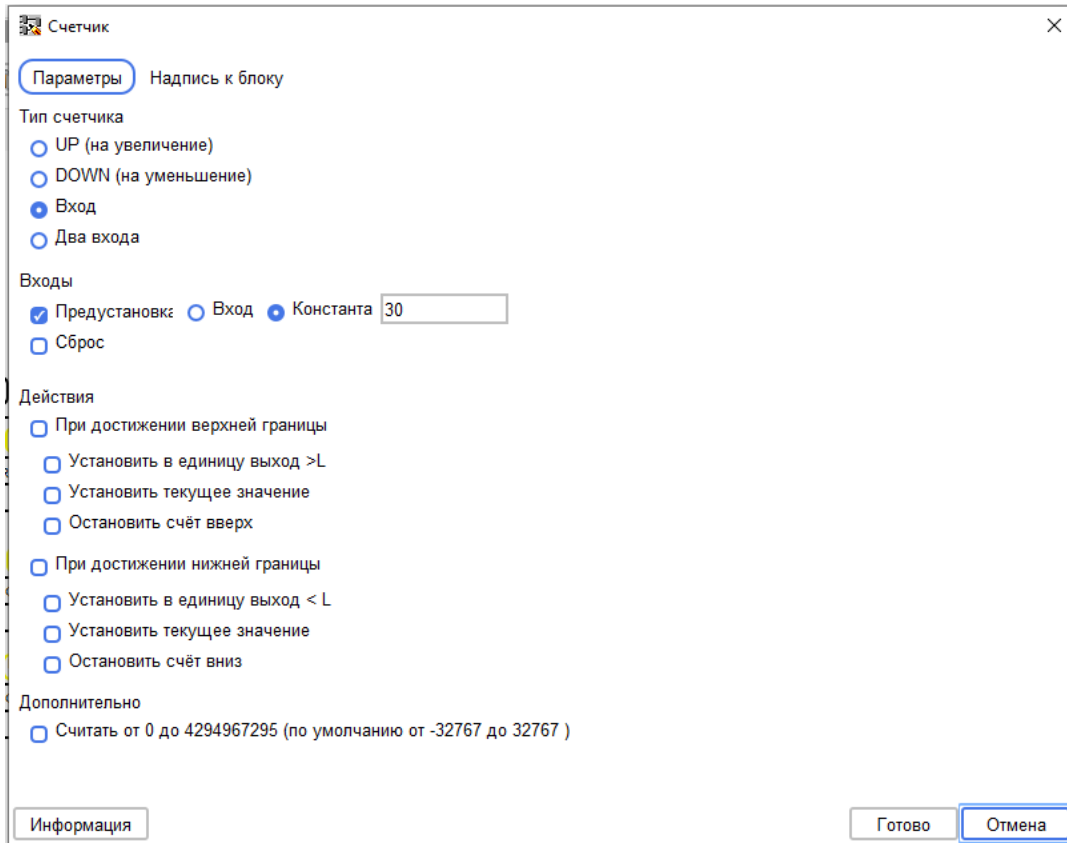 Счетчик
Параметры Надпись к блоку
Тип счетчика
UP (на увеличение)
DOWN (на уменьшение)
Вход
Два входа
Входы
Предустановка Вход Константа 30
Сброс
Действия
При достижении верхней границы
Установить в единицу выход >L
Установить текущее значение
Остановить счёт вверх
При достижении нижней границы
Установить в единицу выход < L
Установить текущее значение
Остановить счёт вниз
Дополнительно
Считать от 0 до 4294967295 (по умолчанию от -32767 до 32767 )
Информация Готово Отмена